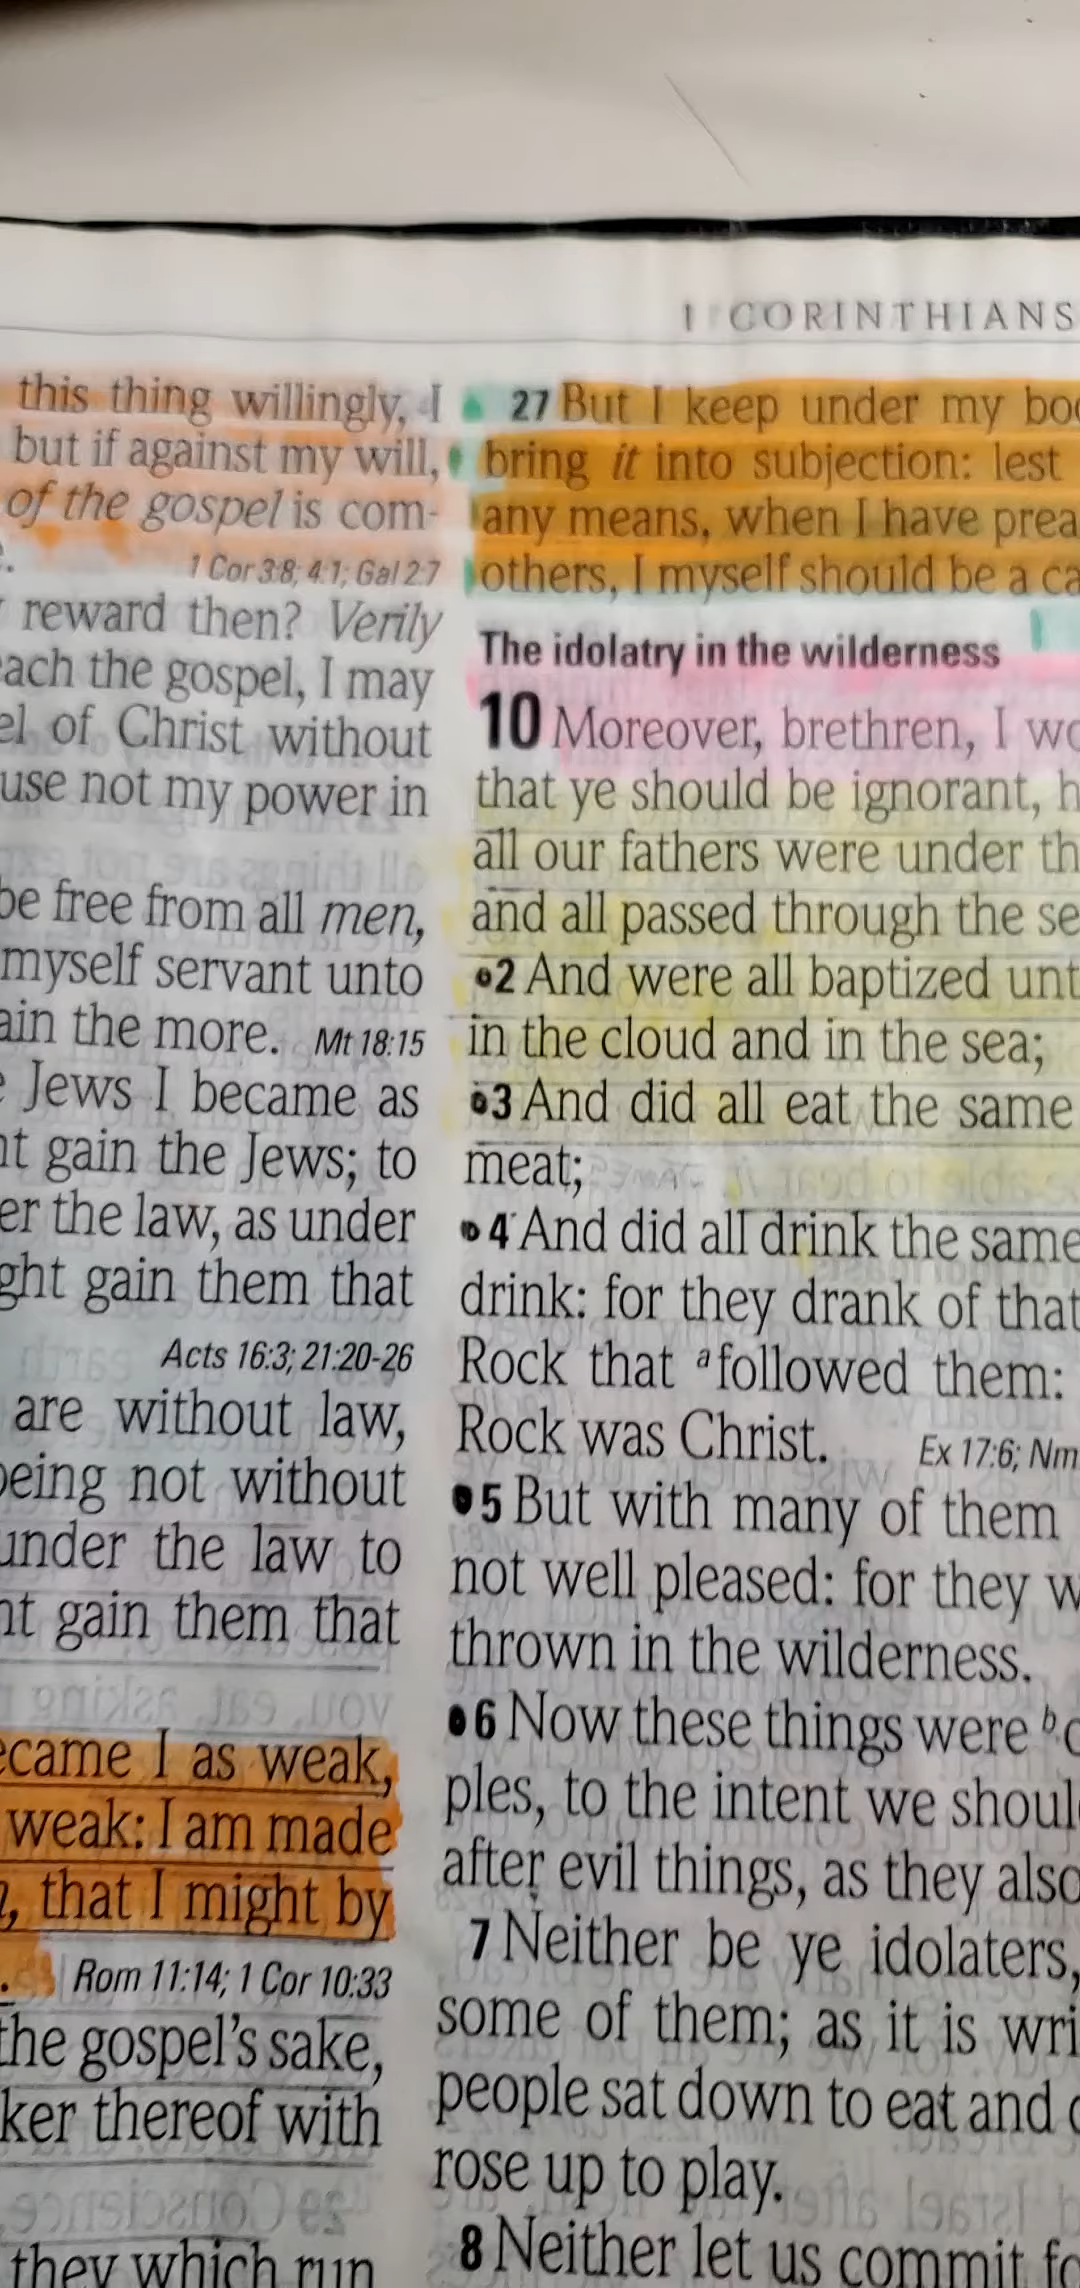 1 CORINTHIANS
this thing willingly, I
but if against my will,
of the gospel is com-
1 Cor 3:8; 4:1; Gal 2:7
reward then? Verily
each the gospel, I may
el of Christ without
use not my power in
be free from all men,
myself servant unto
ain the more. Mt 18:15
e Jews I became as
ht gain the Jews; to
er the law, as under
ght gain them that
Acts 16:3; 21:20-26
are without law,
being not without
under the law to
ht gain them that
ecame I as weak,
weak: I am made
, that I might by
. Rom 11:14; 1 Cor 10:33
the gospel's sake,
ker thereof with
they which run
27 But I keep under my bod
bring it into subjection: lest
any means, when I have prea
others, I myself should be a ca
The idolatry in the wilderness
10 Moreover, brethren, I wo
that ye should be ignorant, h
all our fathers were under th
and all passed through the se
2 And were all baptized unt
in the cloud and in the sea;
3 And did all eat the same
meat;
4 And did all drink the same
drink: for they drank of that
Rock that ª followed them:
Rock was Christ. Ex 17:6; Nm
5 But with many of them
not well pleased: for they w
thrown in the wilderness.
6 Now these things were ᵇ
ples, to the intent we shoul
after evil things, as they also
7 Neither be ye idolaters,
some of them; as it is wri
people sat down to eat and d
rose up to play.
8 Neither let us commit fo